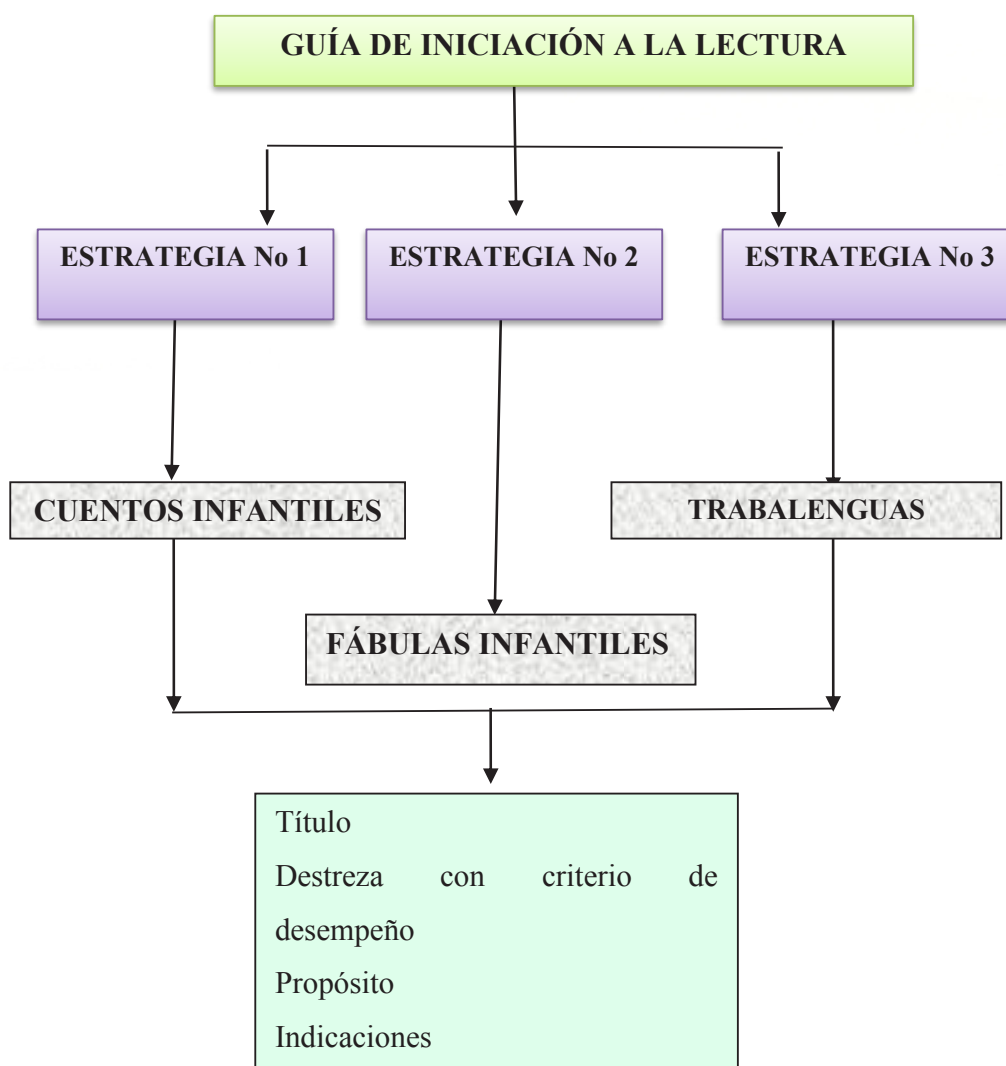 GUÍA DE INICIACIÓN A LA LECTURA
ESTRATEGIA No 1
ESTRATEGIA No 2
ESTRATEGIA No 3
CUENTOS INFANTILES
TRABALENGUAS
FÁBULAS INFANTILES
Título
Destreza con criterio de
desempeño
Propósito
Indicaciones